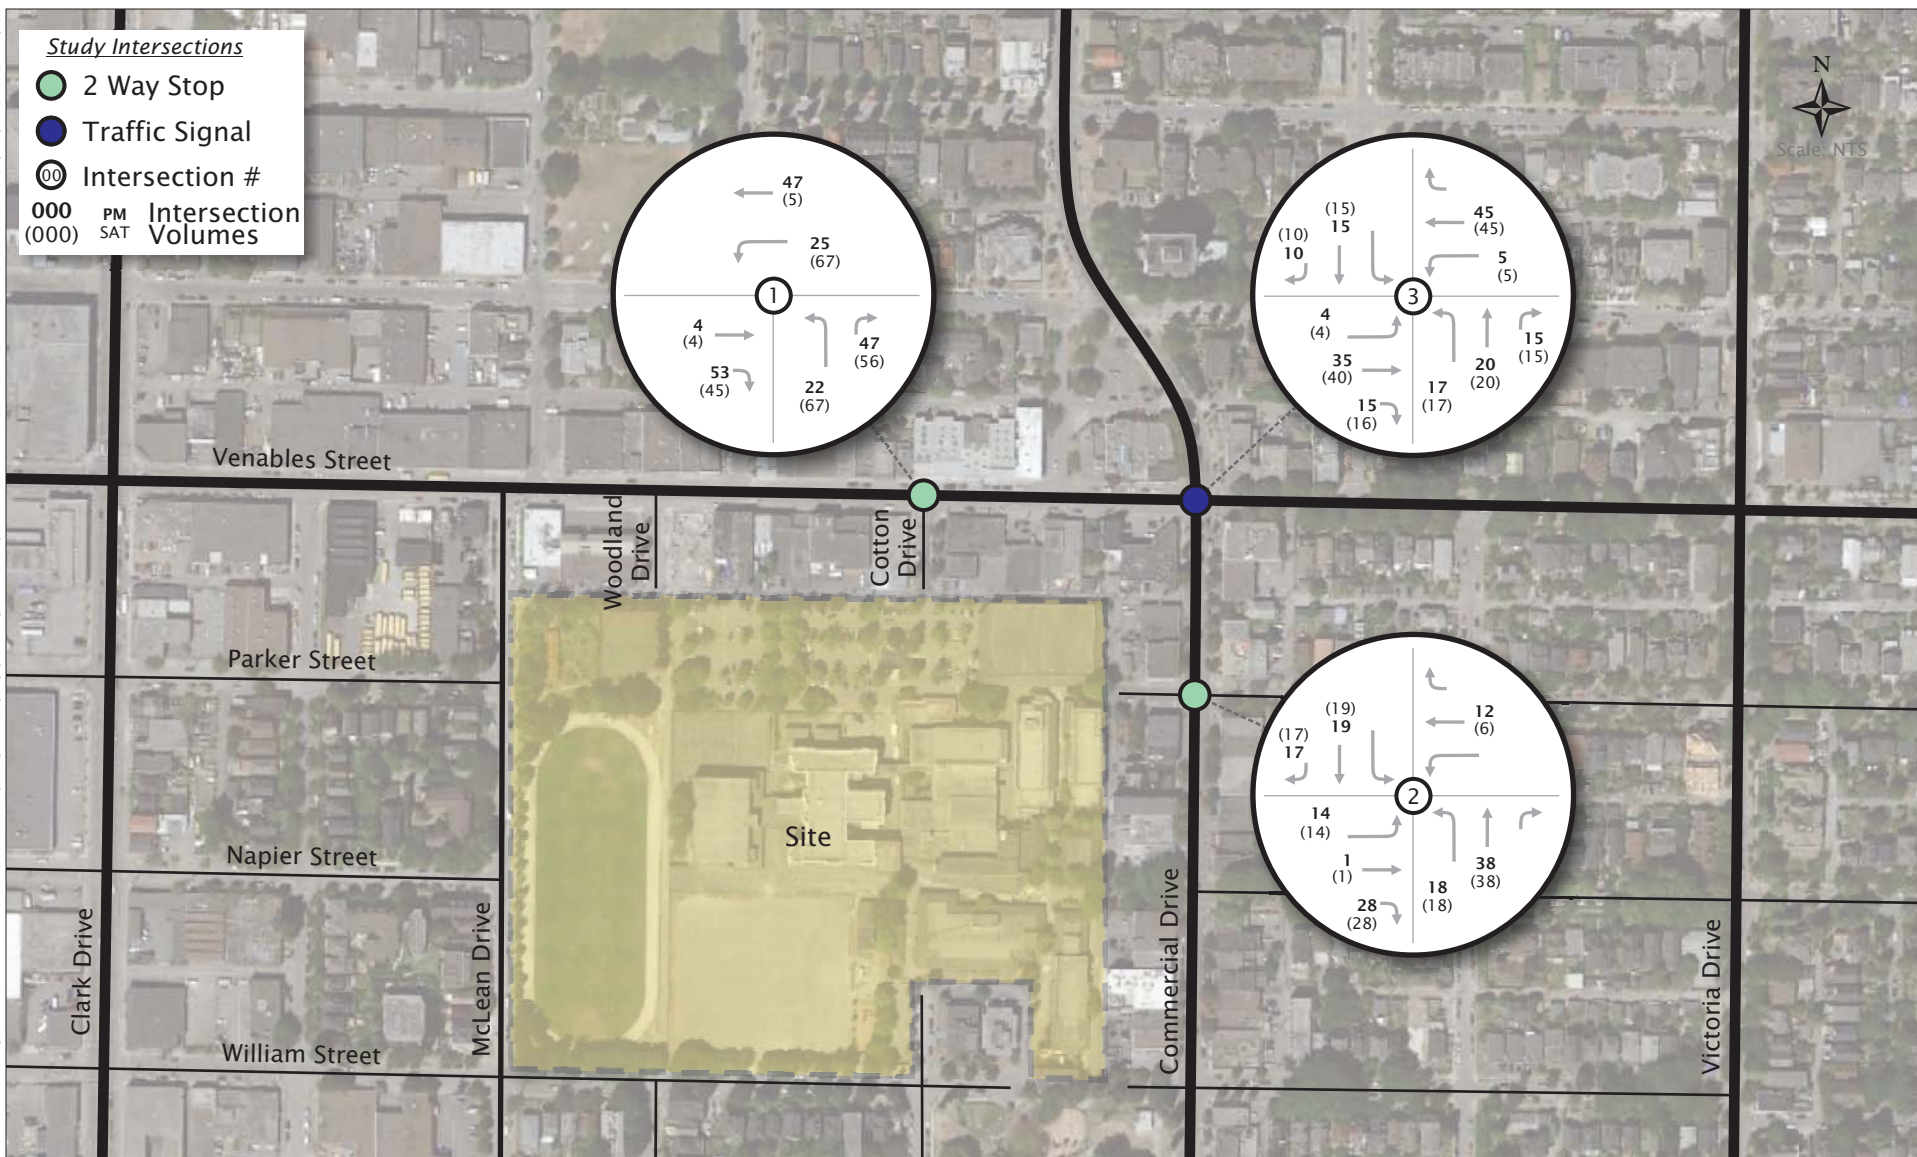 Study Intersections
2 Way Stop
Traffic Signal
00 Intersection #
000 PM Intersection
(000) SAT Volumes
N
Scale: NTS
47
(5)
25
(67)
1
4
(4)
53
(45)
22
(67)
47
(56)
(15)
15
(10)
10
45
(45)
5
(5)
3
4
(4)
35
(40)
15
(16)
17
(17)
20
(20)
15
(15)
Venables Street
Woodland
Drive
Cotton
Drive
Parker Street
(19)
19
(17)
17
12
(6)
2
14
(14)
1
(1)
28
(28)
18
(18)
38
(38)
Site
Napier Street
Clark Drive
McLean Drive
Commercial Drive
Victoria Drive
William Street